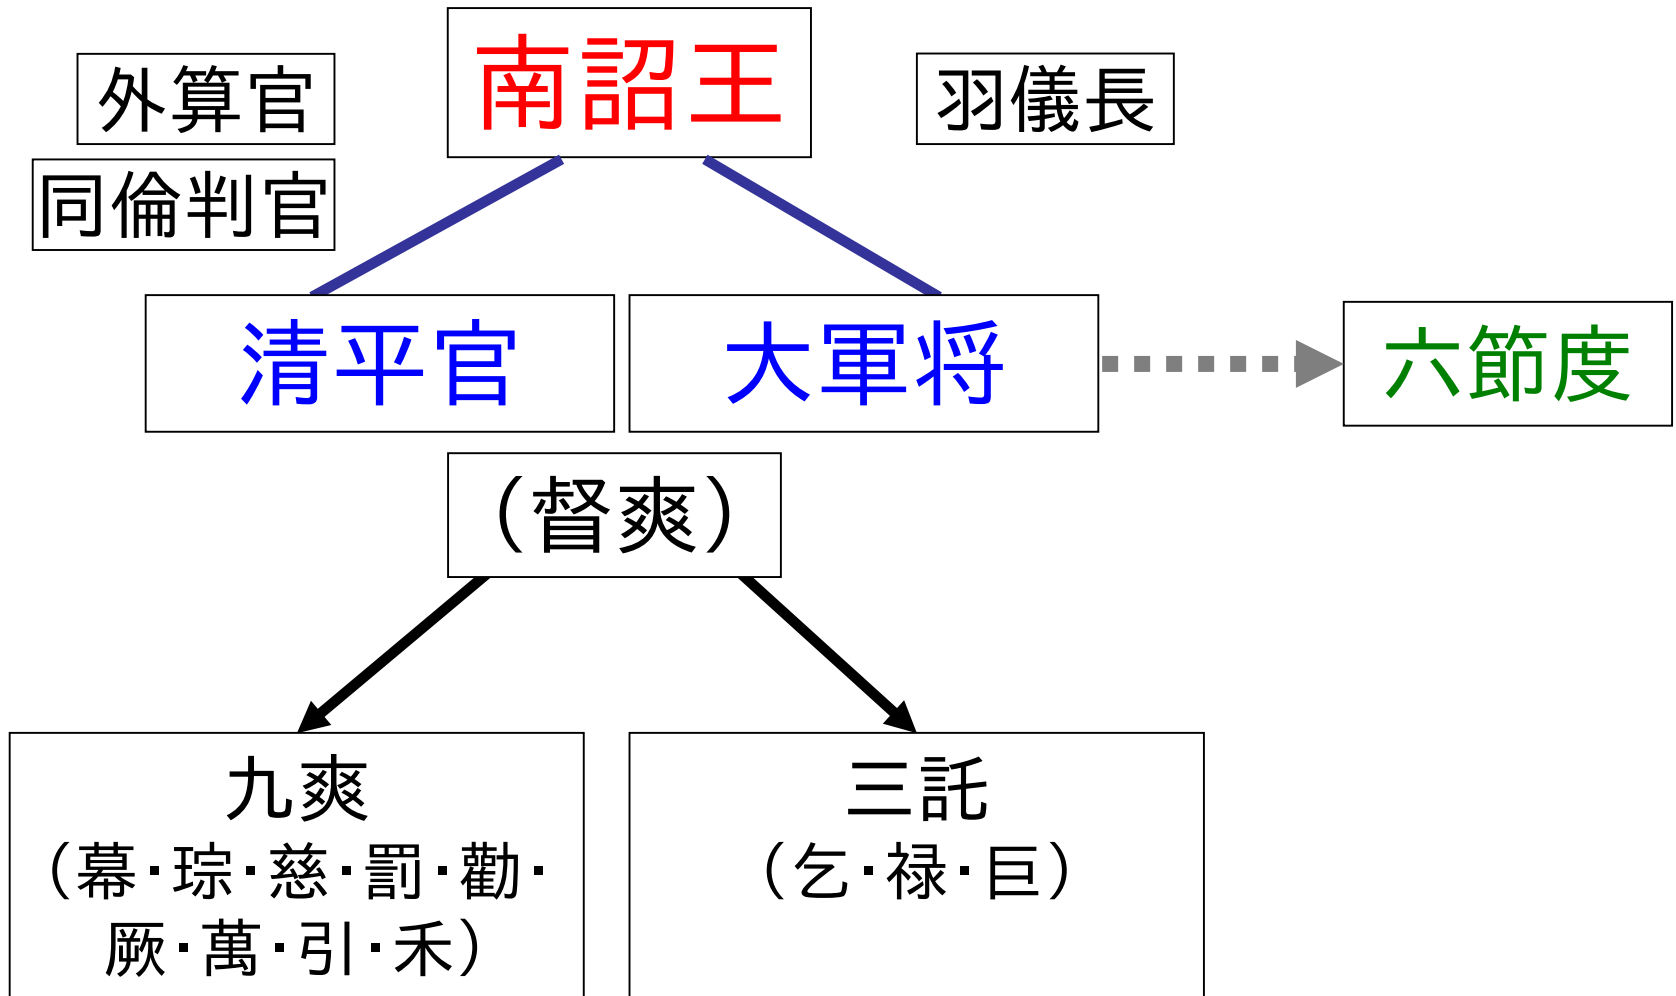 南詔王
外算官
羽儀長
同倫判官
清平官
大軍将
六節度
（督爽）
九爽
（幕･琮･慈･罰･勸･
厥･萬･引･禾）
三託
（乞･禄･巨）